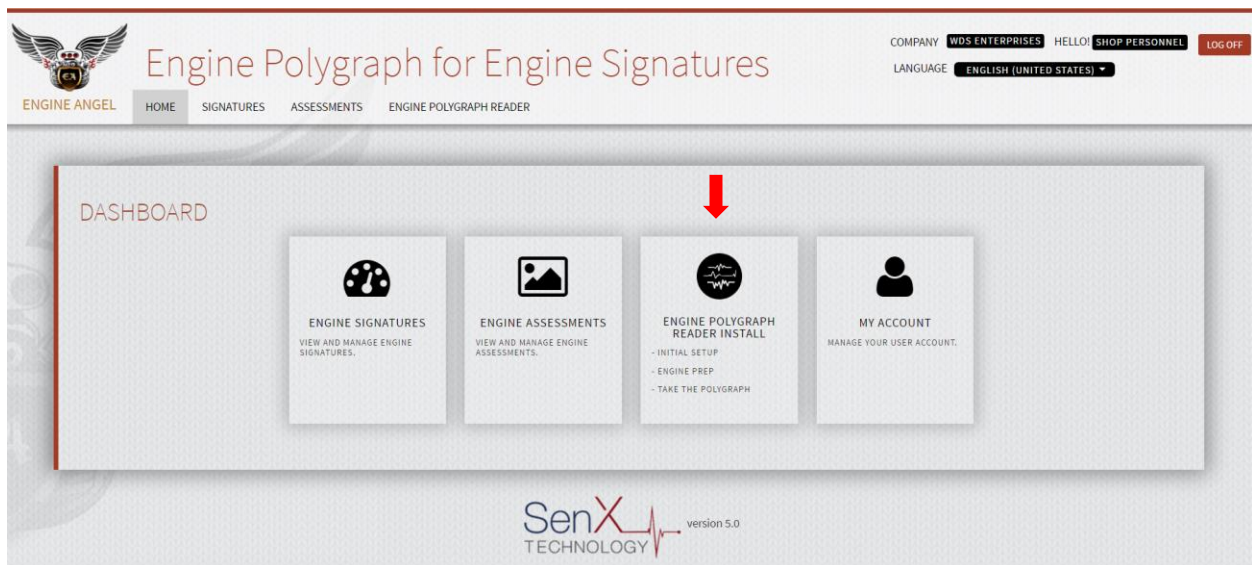 Engine Polygraph for Engine Signatures
COMPANY WDS ENTERPRISES HELLO! SHOP PERSONNEL LOG OFF
LANGUAGE ENGLISH (UNITED STATES)
EA
ENGINE ANGEL
HOME SIGNATURES ASSESSMENTS ENGINE POLYGRAPH READER
DASHBOARD
ENGINE SIGNATURES
VIEW AND MANAGE ENGINE
SIGNATURES.
ENGINE ASSESSMENTS
VIEW AND MANAGE ENGINE
ASSESSMENTS.
ENGINE POLYGRAPH
READER INSTALL
- INITIAL SETUP
- ENGINE PREP
- TAKE THE POLYGRAPH
MY ACCOUNT
MANAGE YOUR USER ACCOUNT.
SenX
TECHNOLOGY
version 5.0